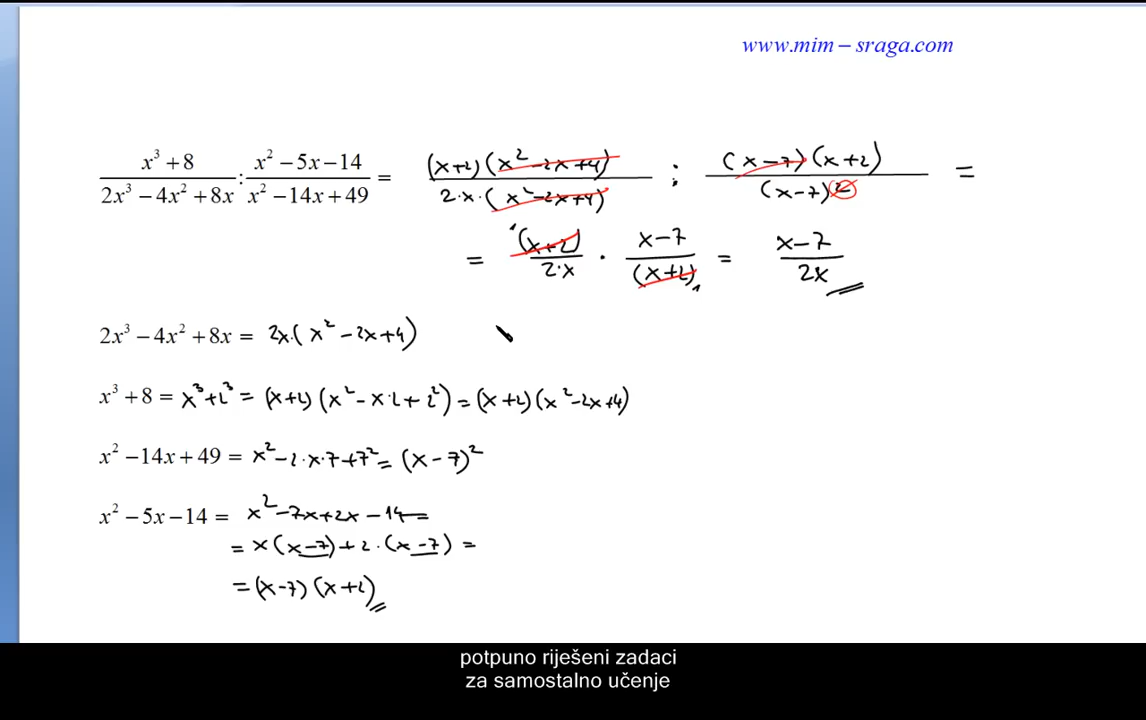 www.mim – sraga.com
x³ + 8 / 2x³ – 4x² + 8x : x² – 5x – 14 / x² – 14x + 49 = (x+2)(x² – 2x + 4) / 2·x·(x² – 2x + 4) : (x – 7)(x + 2) / (x – 7)² =
= ¹(x+2) / 2·x · x – 7 / (x+2)₁ = x – 7 / 2x
2x³ – 4x² + 8x = 2x·(x² – 2x + 4)
x³ + 8 = x³ + 2³ = (x+2)(x² – x·2 + 2²) = (x+2)(x² – 2x + 4)
x² – 14x + 49 = x² – 2·x·7 + 7² = (x – 7)²
x² – 5x – 14 = x² – 7x + 2x – 14 =
= x(x – 7) + 2·(x – 7) =
= (x – 7)(x + 2)
potpuno riješeni zadaci
za samostalno učenje